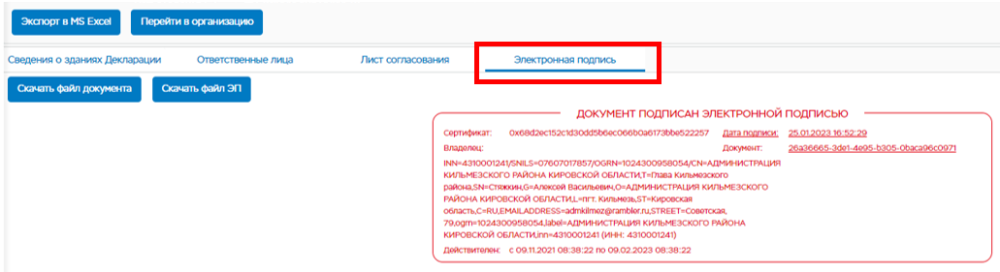 Экспорт в MS Excel Перейти в организацию
Сведения о зданиях Декларации Ответственные лица Лист согласования Электронная подпись
Скачать файл документа Скачать файл ЭП
ДОКУМЕНТ ПОДПИСАН ЭЛЕКТРОННОЙ ПОДПИСЬЮ
Сертификат: 0x68d2ec152c1d30dd5b6ec066b0a6173bbe522257 Дата подписи: 25.01.2023 16:52:29
Владелец: Документ: 26a36665-3de1-4e95-b305-0baca96c0971
INN=4310001241/SNILS=07607017857/OGRN=1024300958054/CN=АДМИНИСТРАЦИЯ
КИЛЬМЕЗСКОГО РАЙОНА КИРОВСКОЙ ОБЛАСТИ,T=Глава Кильмезского
района,SN=Стяжкин,G=Алексей Васильевич,O=АДМИНИСТРАЦИЯ КИЛЬМЕЗСКОГО
РАЙОНА КИРОВСКОЙ ОБЛАСТИ,L=пгт. Кильмезь,ST=Кировская
область,C=RU,EMAILADDRESS=admkilmez@rambler.ru,STREET=Советская,
79,ogrn=1024300958054,label=АДМИНИСТРАЦИЯ КИЛЬМЕЗСКОГО РАЙОНА
КИРОВСКОЙ ОБЛАСТИ,inn=4310001241 (ИНН: 4310001241)
Действителен: с 09.11.2021 08:38:22 по 09.02.2023 08:38:22